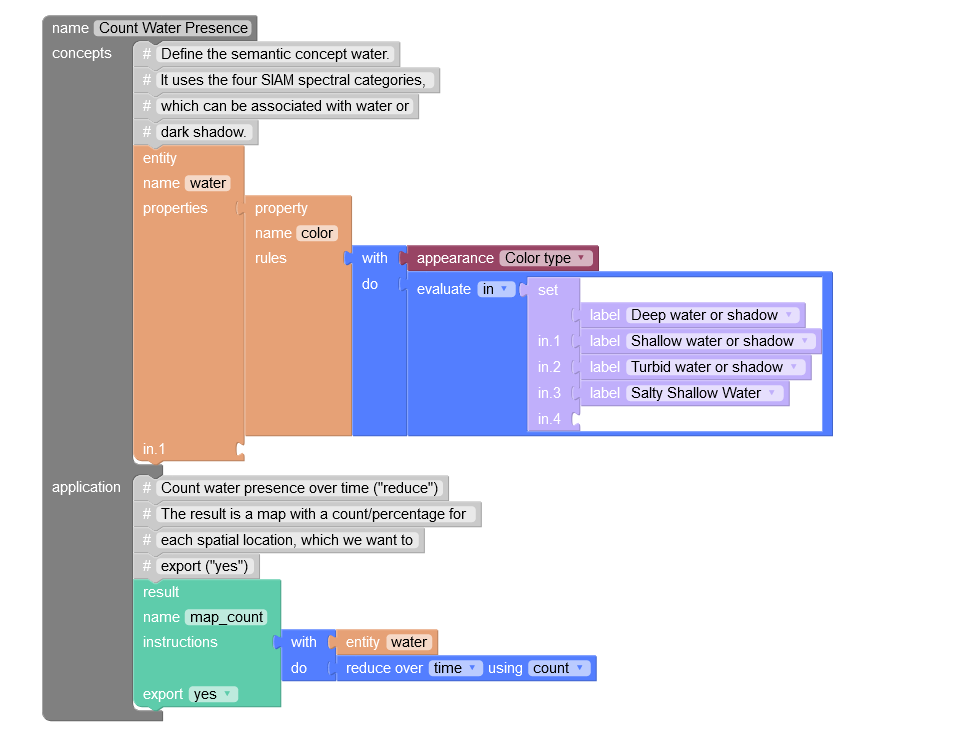 name Count Water Presence
concepts # Define the semantic concept water.
# It uses the four SIAM spectral categories,
# which can be associated with water or
# dark shadow.
entity
name water
properties property
name color
rules with appearance Color type
do evaluate in set
label Deep water or shadow
in.1 label Shallow water or shadow
in.2 label Turbid water or shadow
in.3 label Salty Shallow Water
in.4
in.1
application # Count water presence over time ("reduce")
# The result is a map with a count/percentage for
# each spatial location, which we want to
# export ("yes")
result
name map_count
instructions with entity water
do reduce over time using count
export yes